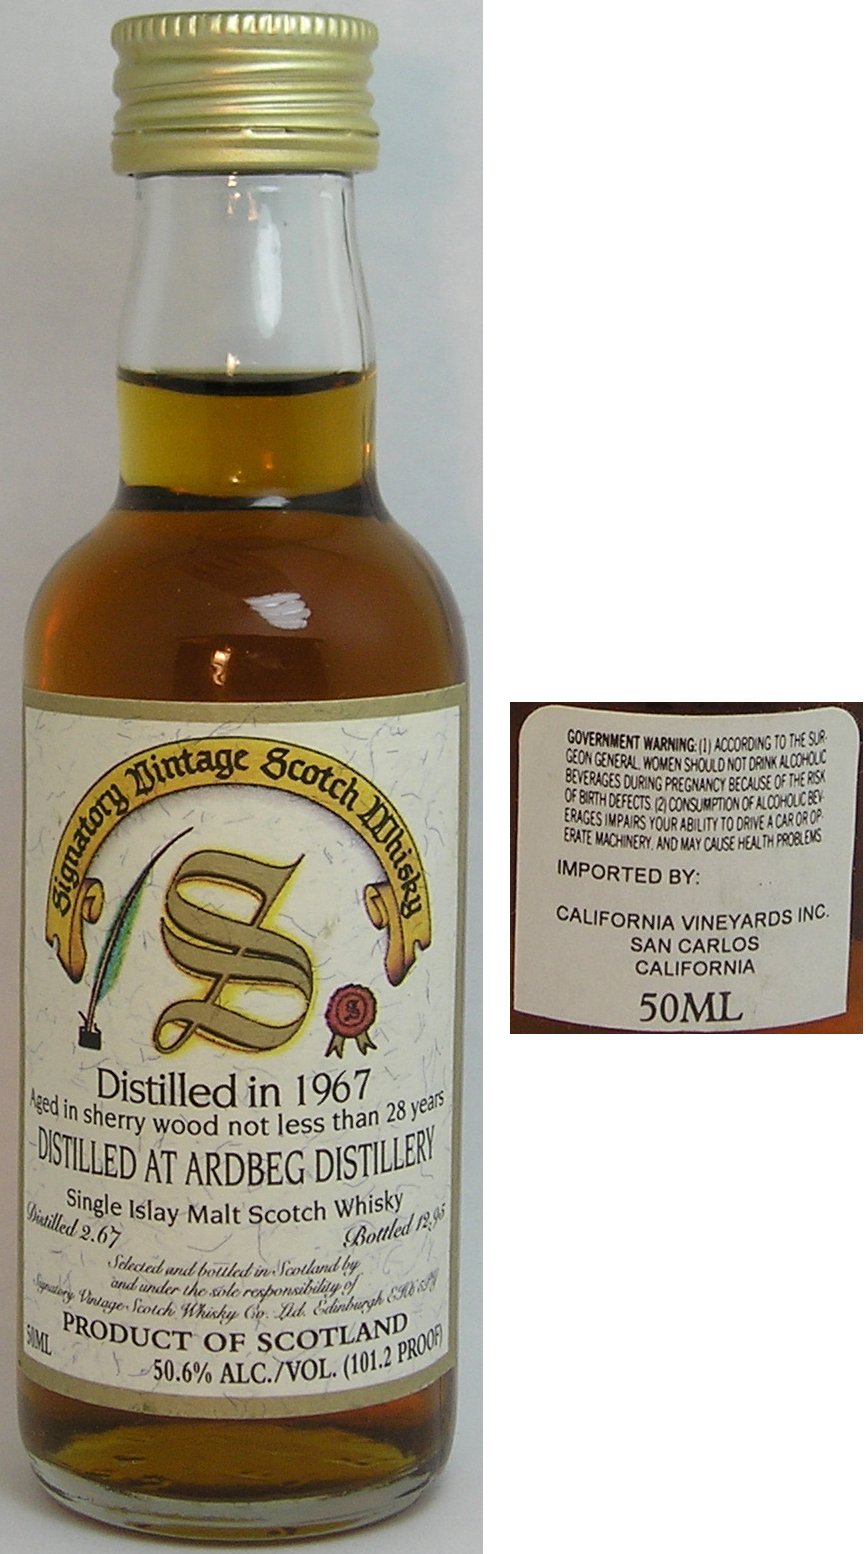 Signatory Vintage Scotch Whisky
S
S
Distilled in 1967
Aged in sherry wood not less than 28 years
DISTILLED AT ARDBEG DISTILLERY
Single Islay Malt Scotch Whisky
Distilled 2.67 Bottled 12.95
Selected and bottled in Scotland by
and under the sole responsibility of
Signatory Vintage Scotch Whisky Co. Ltd. Edinburgh EH6 5PY
PRODUCT OF SCOTLAND
50ML 50.6% ALC./VOL. (101.2 PROOF)
GOVERNMENT WARNING: (1) ACCORDING TO THE SUR-
GEON GENERAL, WOMEN SHOULD NOT DRINK ALCOHOLIC
BEVERAGES DURING PREGNANCY BECAUSE OF THE RISK
OF BIRTH DEFECTS. (2) CONSUMPTION OF ALCOHOLIC BEV-
ERAGES IMPAIRS YOUR ABILITY TO DRIVE A CAR OR OP-
ERATE MACHINERY, AND MAY CAUSE HEALTH PROBLEMS
IMPORTED BY:
CALIFORNIA VINEYARDS INC.
SAN CARLOS
CALIFORNIA
50ML